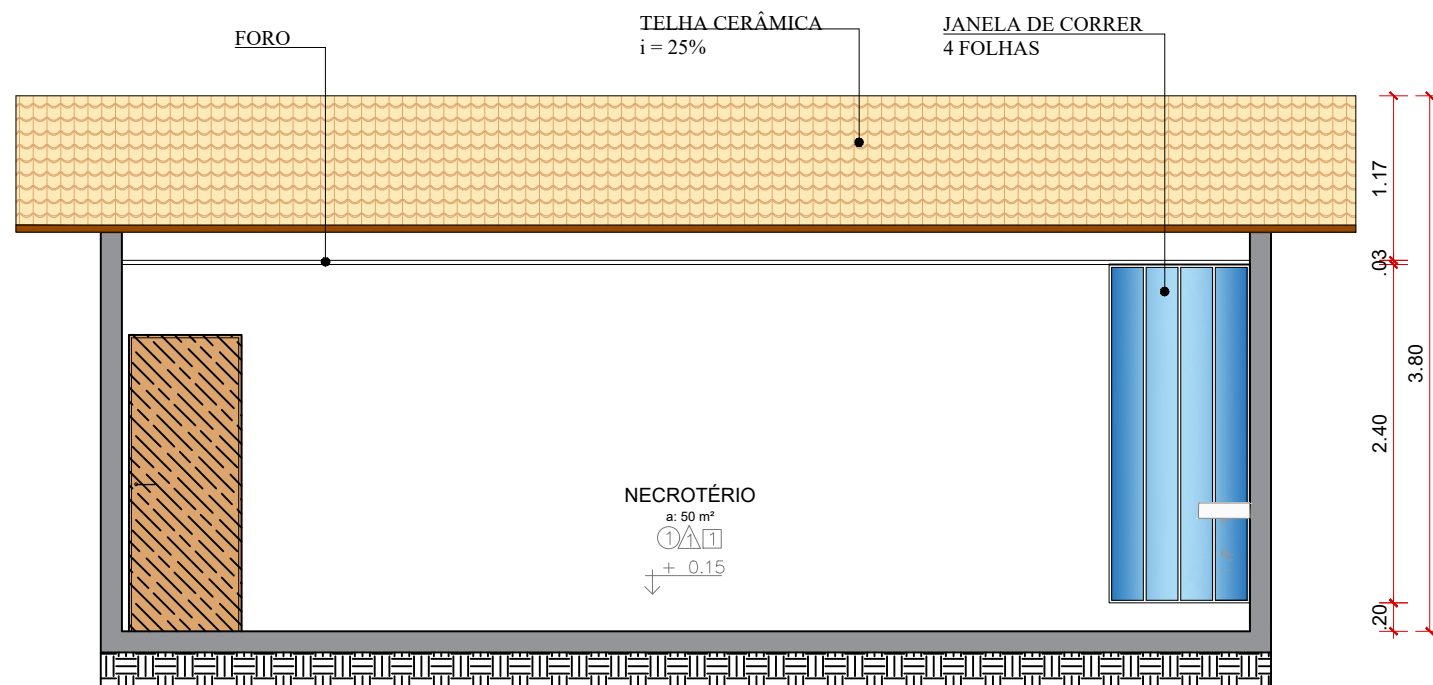 FORO
TELHA CERÂMICA
i = 25%
JANELA DE CORRER
4 FOLHAS
1.17
.03
3.80
2.40
.20
NECROTÉRIO
a: 50 m²
1 1 1
+ 0.15